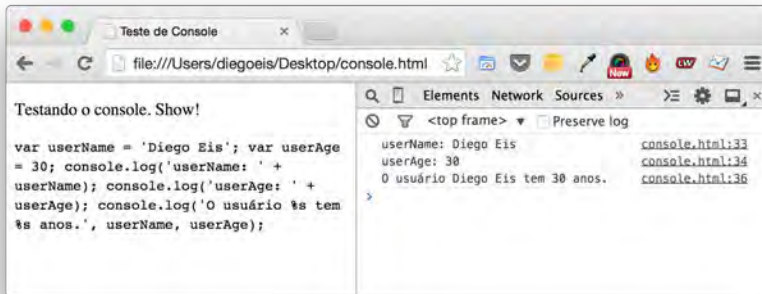 Teste de Console
file:///Users/diegoeis/Desktop/console.html
Now
LW
Elements Network Sources »
<top frame> ▼ Preserve log
Testando o console. Show!
var userName = 'Diego Eis'; var userAge
= 30; console.log('userName: ' +
userName); console.log('userAge: ' +
userAge); console.log('O usuário %s tem
%s anos.', userName, userAge);
userName: Diego Eis console.html:33
userAge: 30 console.html:34
O usuário Diego Eis tem 30 anos. console.html:36